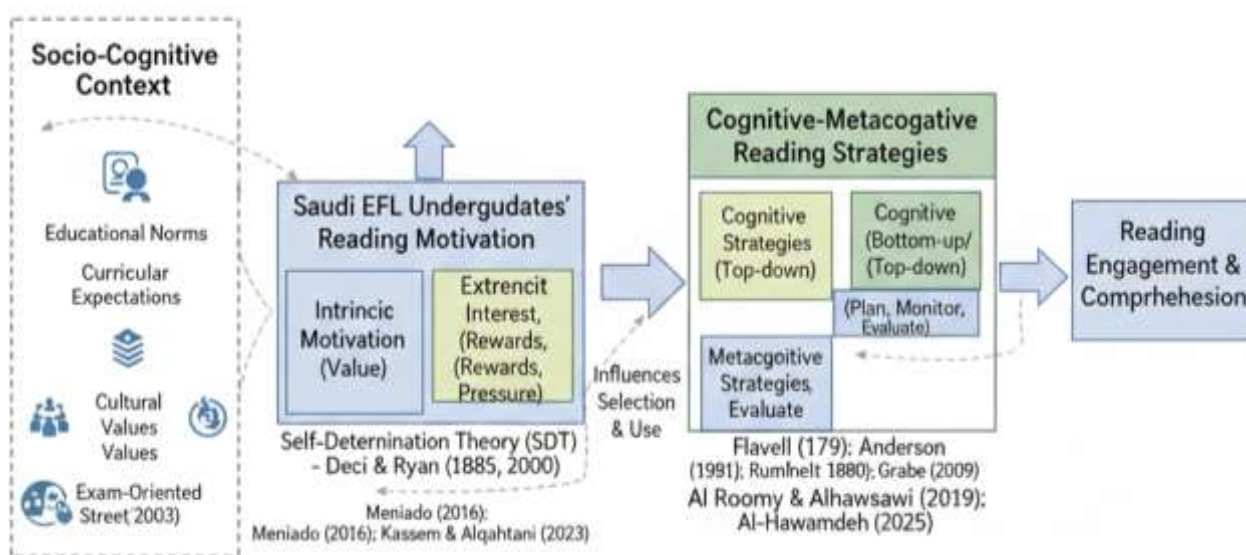 Socio-Cognitive
Context
Educational Norms
Curricular
Expectations
Cultural
Values
Values
Exam-Oriented
Street 2003)
Saudi EFL Undergudates'
Reading Motivation
Intrincic
Motivation
(Value)
Extrencit
Interest,
(Rewards,
(Rewards,
Pressure)
Self-Deternination Theory (SDT)
- Deci & Ryan (1885, 2000)
Meniado (2016):
Meniado (2016); Kassem & Alqahtani (2023)
Influences
Selection
& Use
Cognitive-Metacogative
Reading Strategies
Cognitive
Strategies
(Top-down)
Cognitive
(Bottom-up/
(Top-down)
(Plan, Monitor,
Evaluate)
Metacgoitive
Strategies,
Evaluate
Flavell (179): Anderson
(1991); Rumfnelt 1880); Grabe (2009)
Al Roomy & Alhawsawi (2019);
Al-Hawamdeh (2025)
Reading
Engagement &
Comprhehesion